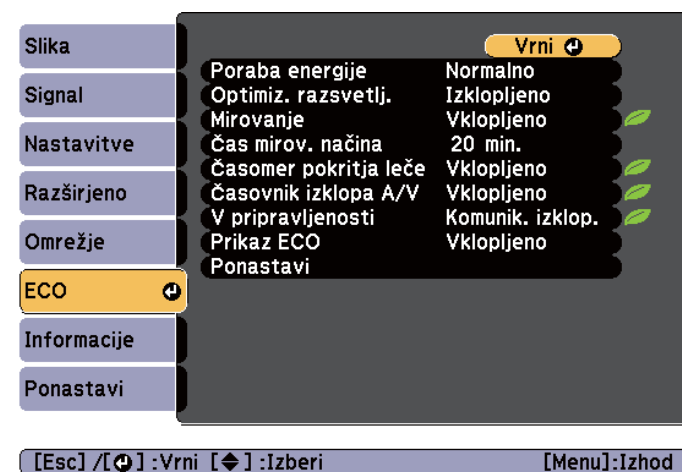 Slika
Signal
Nastavitve
Razširjeno
Omrežje
ECO
Informacije
Ponastavi
Vrni
Poraba energije Normalno
Optimiz. razsvetlj. Izklopljeno
Mirovanje Vklopljeno
Čas mirov. načina 20 min.
Časomer pokritja leče Vklopljeno
Časovnik izklopa A/V Vklopljeno
V pripravljenosti Komunik. izklop.
Prikaz ECO Vklopljeno
Ponastavi
[Esc] /[⏎] :Vrni [◆] :Izberi [Menu]:Izhod